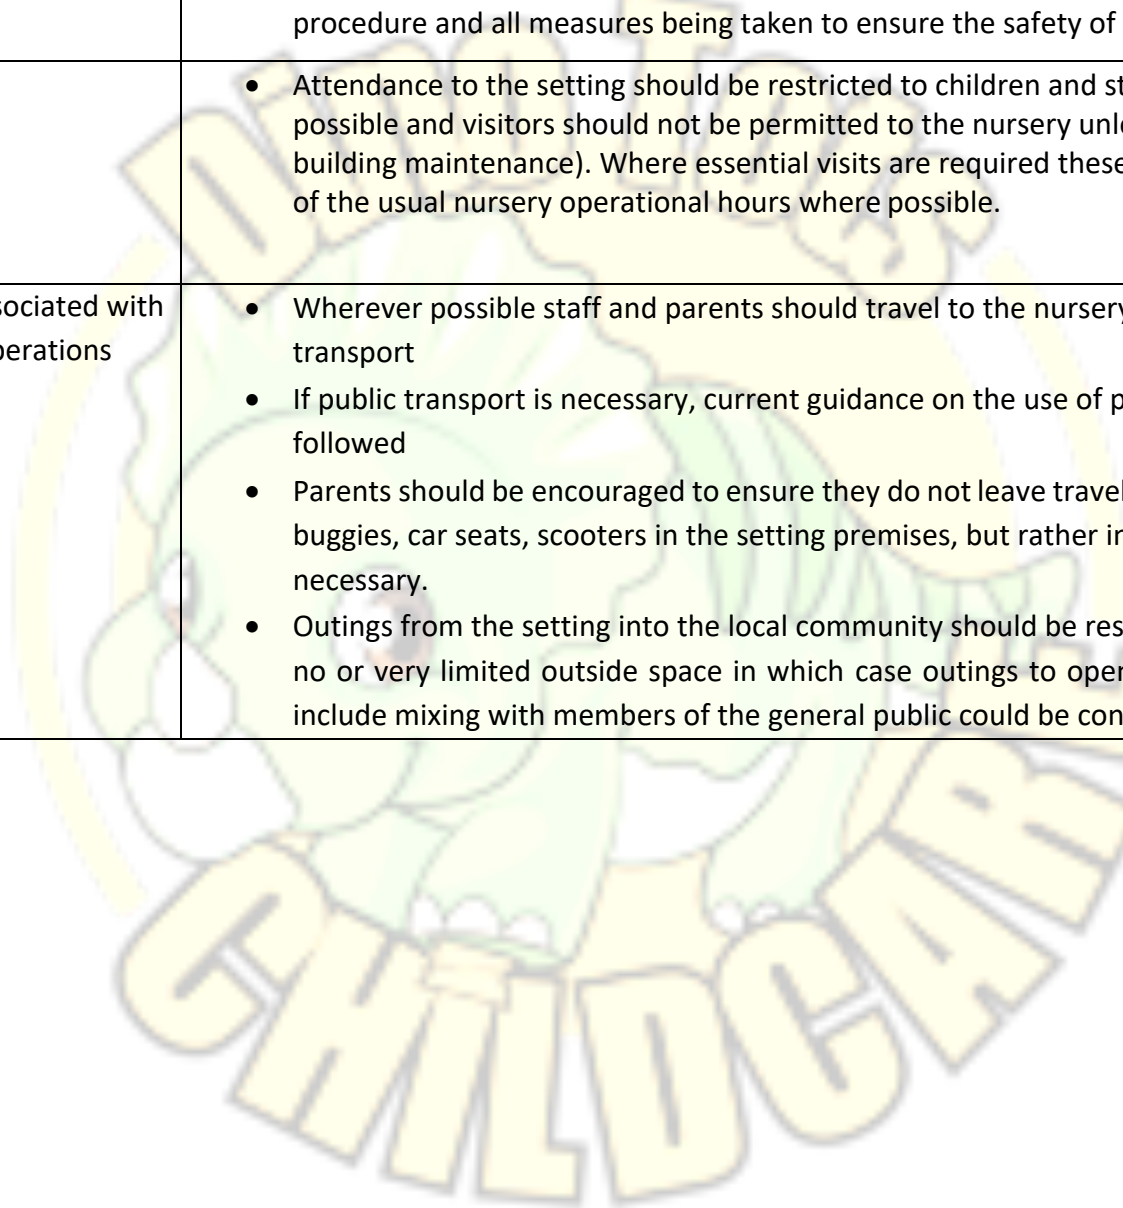 procedure and all measures being taken to ensure the safety of
Attendance to the setting should be restricted to children and
possible and visitors should not be permitted to the nursery
building maintenance). Where essential visits are required these
of the usual nursery operational hours where possible.
sociated with
perations
• Wherever possible staff and parents should travel to the nursery
transport
• If public transport is necessary, current guidance on the use of p
followed
• Parents should be encouraged to ensure they do not leave travel
buggies, car seats, scooters in the setting premises, but rather in
necessary.
• Outings from the setting into the local community should be res
no or very limited outside space in which case outings to open
include mixing with members of the general public could be con
Dino Tots
CHILDCARE